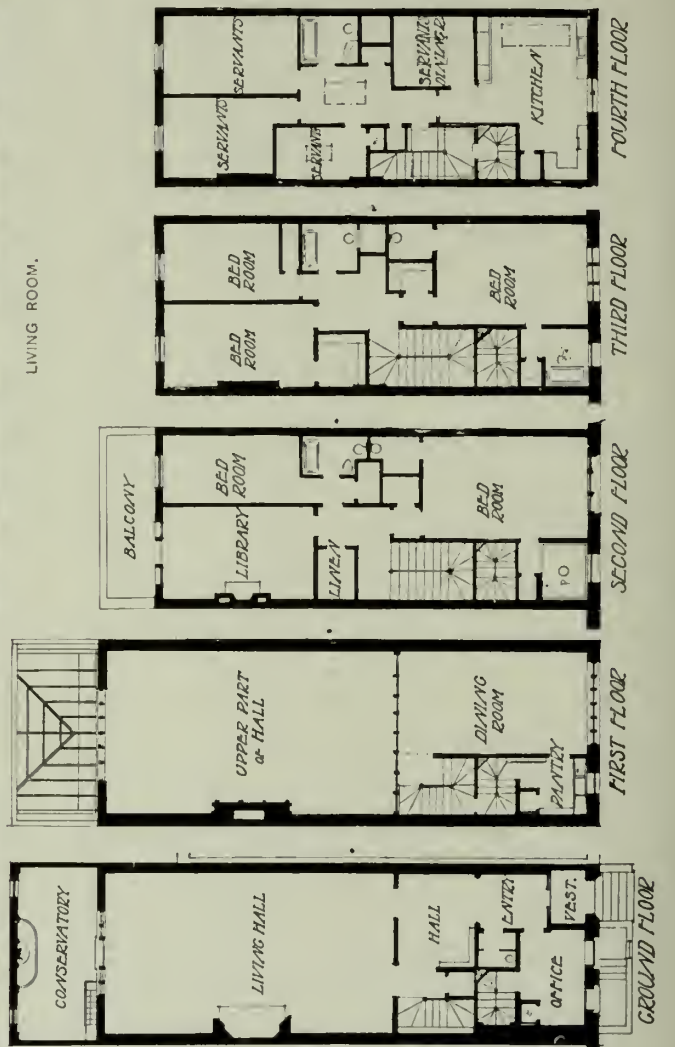 LIVING ROOM.
CONSERVATORY
LIVING HALL
HALL
ENTRY
OFFICE
VEST.
GROUND FLOOR
UPPER PART
OF HALL
DINING
ROOM
PANTRY
FIRST FLOOR
BALCONY
LIBRARY
BED
ROOM
LINEN
BED
ROOM
SECOND FLOOR
BED
ROOM
BED
ROOM
BED
ROOM
THIRD FLOOR
SERVANTS
SERVANTS
SERVANT
SERVANTS
DINING R.
KITCHEN
FOURTH FLOOR